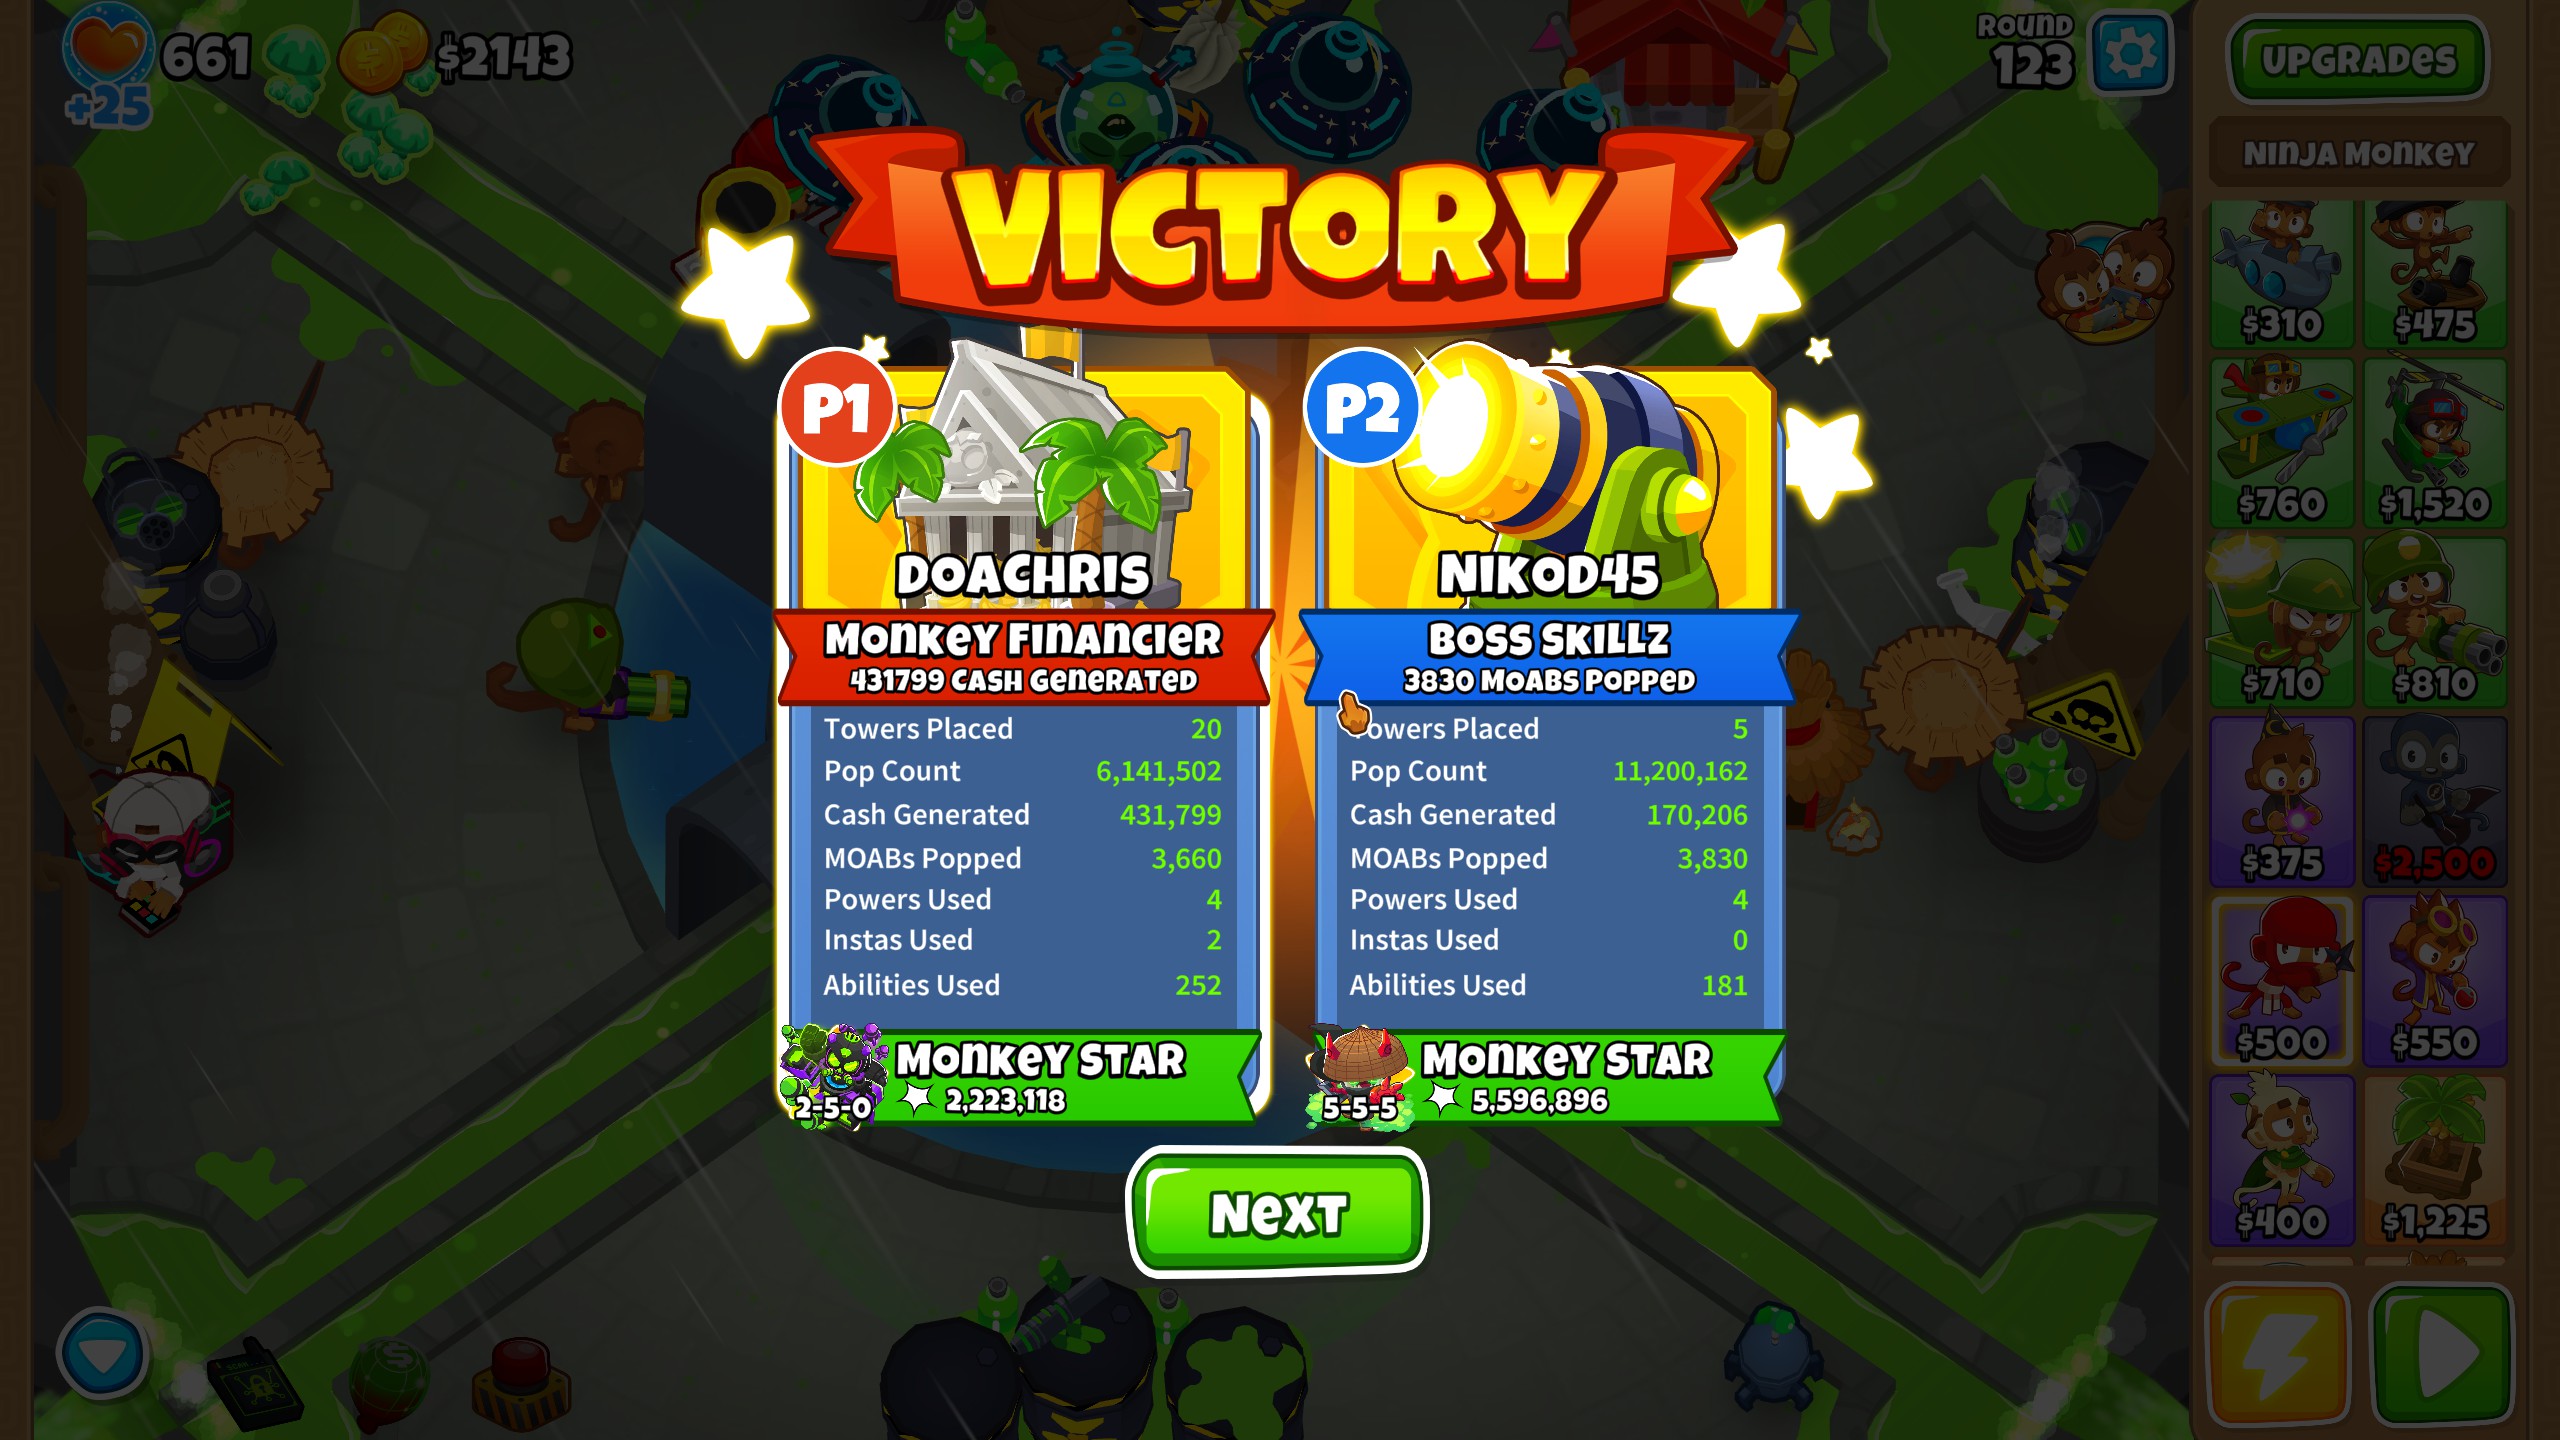 661
+25
$2143
ROUND
123
UPGRADES
NINJA MONKEY
VICTORY
P1
DOACHRIS
MONKEY FINANCIER
431799 CASH GENERATED
Towers Placed 20
Pop Count 6,141,502
Cash Generated 431,799
MOABs Popped 3,660
Powers Used 4
Instas Used 2
Abilities Used 252
2-5-0
MONKEY STAR
2,223,118
P2
NIKOD45
BOSS SKILLZ
3830 MOABS POPPED
Towers Placed 5
Pop Count 11,200,162
Cash Generated 170,206
MOABs Popped 3,830
Powers Used 4
Instas Used 0
Abilities Used 181
5-5-5
MONKEY STAR
5,596,896
NEXT
$310 $475
$760 $1,520
$710 $810
$375 $2,500
$500 $550
$400 $1,225